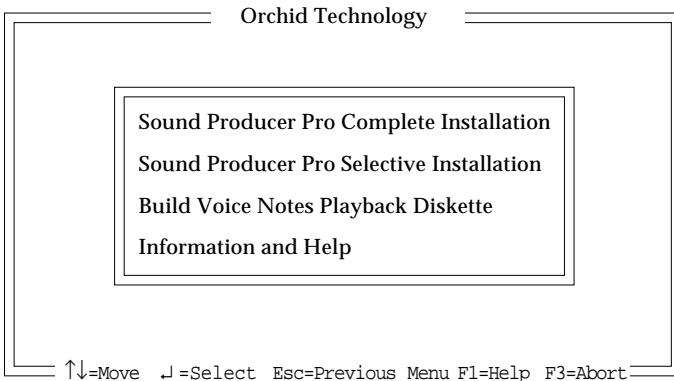 Orchid Technology
Sound Producer Pro Complete Installation
Sound Producer Pro Selective Installation
Build Voice Notes Playback Diskette
Information and Help
↑↓=Move ↵=Select Esc=Previous Menu F1=Help F3=Abort